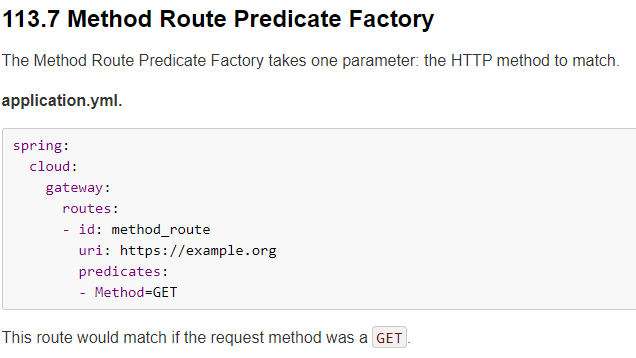 113.7 Method Route Predicate Factory
The Method Route Predicate Factory takes one parameter: the HTTP method to match.
application.yml.
spring:
  cloud:
    gateway:
      routes:
      - id: method_route
        uri: https://example.org
        predicates:
        - Method=GET
This route would match if the request method was a GET.